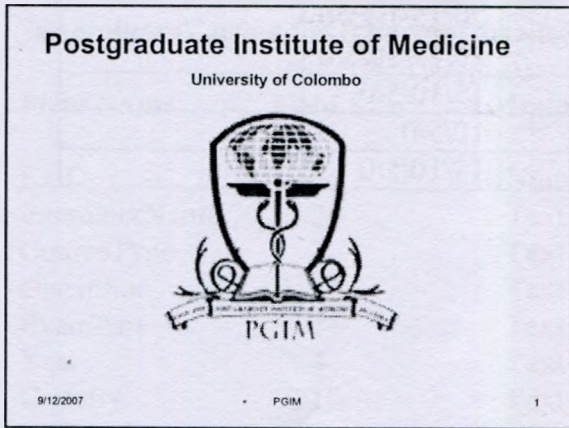 Postgraduate Institute of Medicine
University of Colombo
PGIM
9/12/2007 PGIM 1